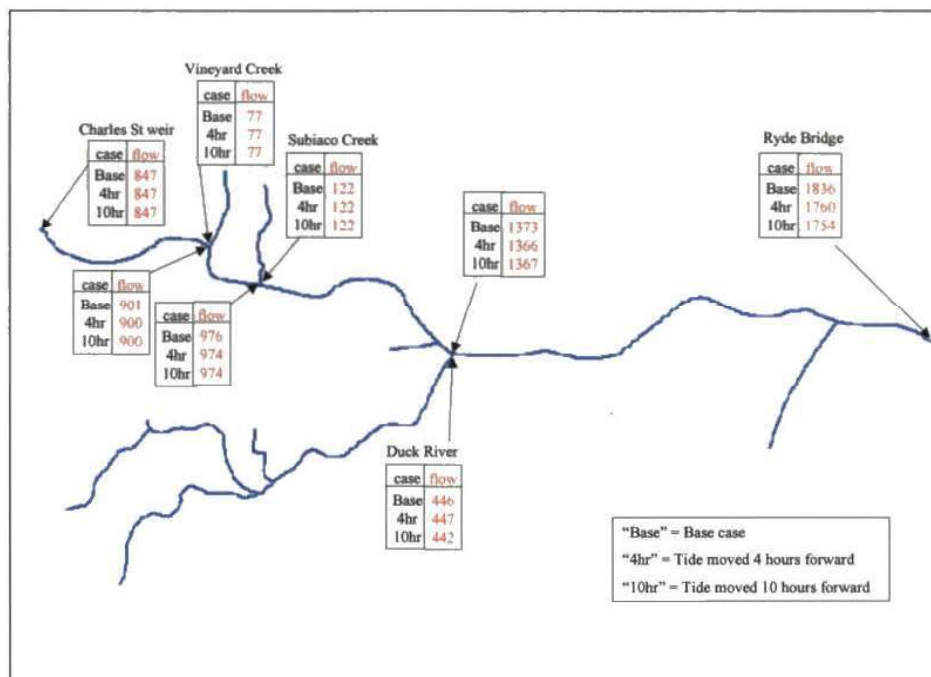 Vineyard Creek
case flow
Base 77
4hr 77
10hr 77
Charles St weir
case flow
Base 847
4hr 847
10hr 847
Subiaco Creek
case flow
Base 122
4hr 122
10hr 122
Ryde Bridge
case flow
Base 1836
4hr 1760
10hr 1754
case flow
Base 1373
4hr 1366
10hr 1367
case flow
Base 901
4hr 900
10hr 900
case flow
Base 976
4hr 974
10hr 974
Duck River
case flow
Base 446
4hr 447
10hr 442
“Base” = Base case
“4hr” = Tide moved 4 hours forward
“10hr” = Tide moved 10 hours forward